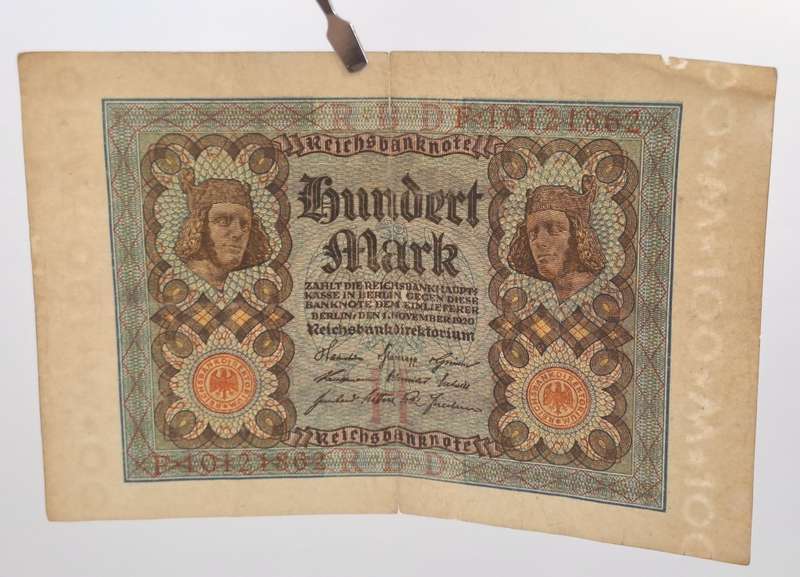 R B D P·10121862
Reichsbanknote
Hundert
Mark
ZAHLT DIE REICHSBANKHAUPT-
KASSE IN BERLIN GEGEN DIESE
BANKNOTE DEM EINLIEFERER
BERLIN, DEN 1. NOVEMBER 1920
Reichsbankdirektorium
Reichsbanknote
P·10121862 R B D